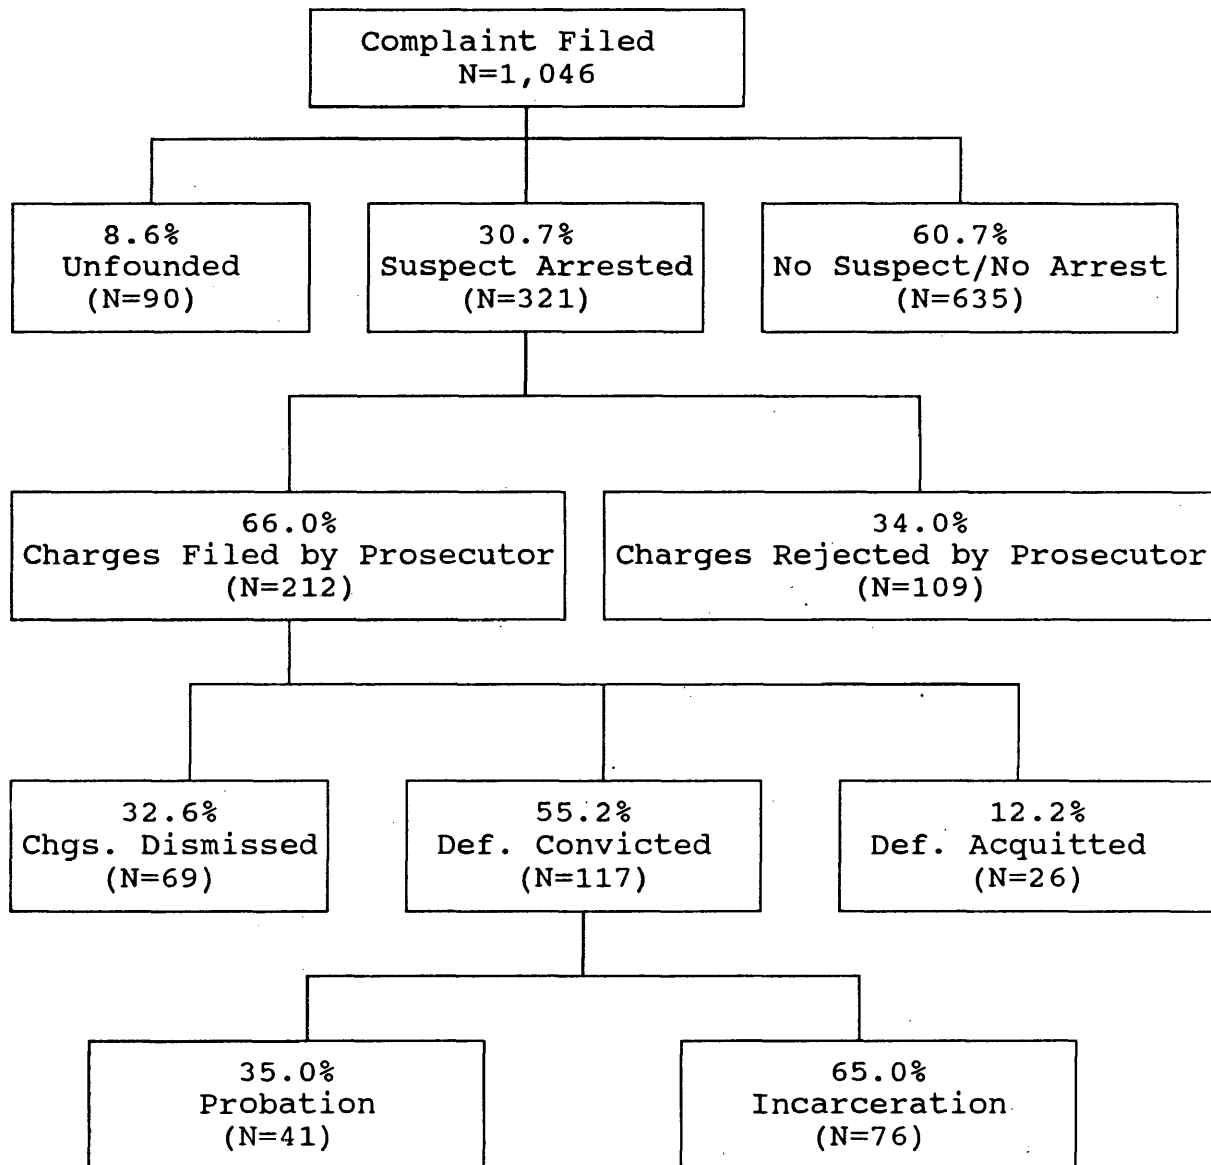 Complaint Filed
N=1,046
8.6%
Unfounded
(N=90)
30.7%
Suspect Arrested
(N=321)
60.7%
No Suspect/No Arrest
(N=635)
66.0%
Charges Filed by Prosecutor
(N=212)
34.0%
Charges Rejected by Prosecutor
(N=109)
32.6%
Chgs. Dismissed
(N=69)
55.2%
Def. Convicted
(N=117)
12.2%
Def. Acquitted
(N=26)
35.0%
Probation
(N=41)
65.0%
Incarceration
(N=76)